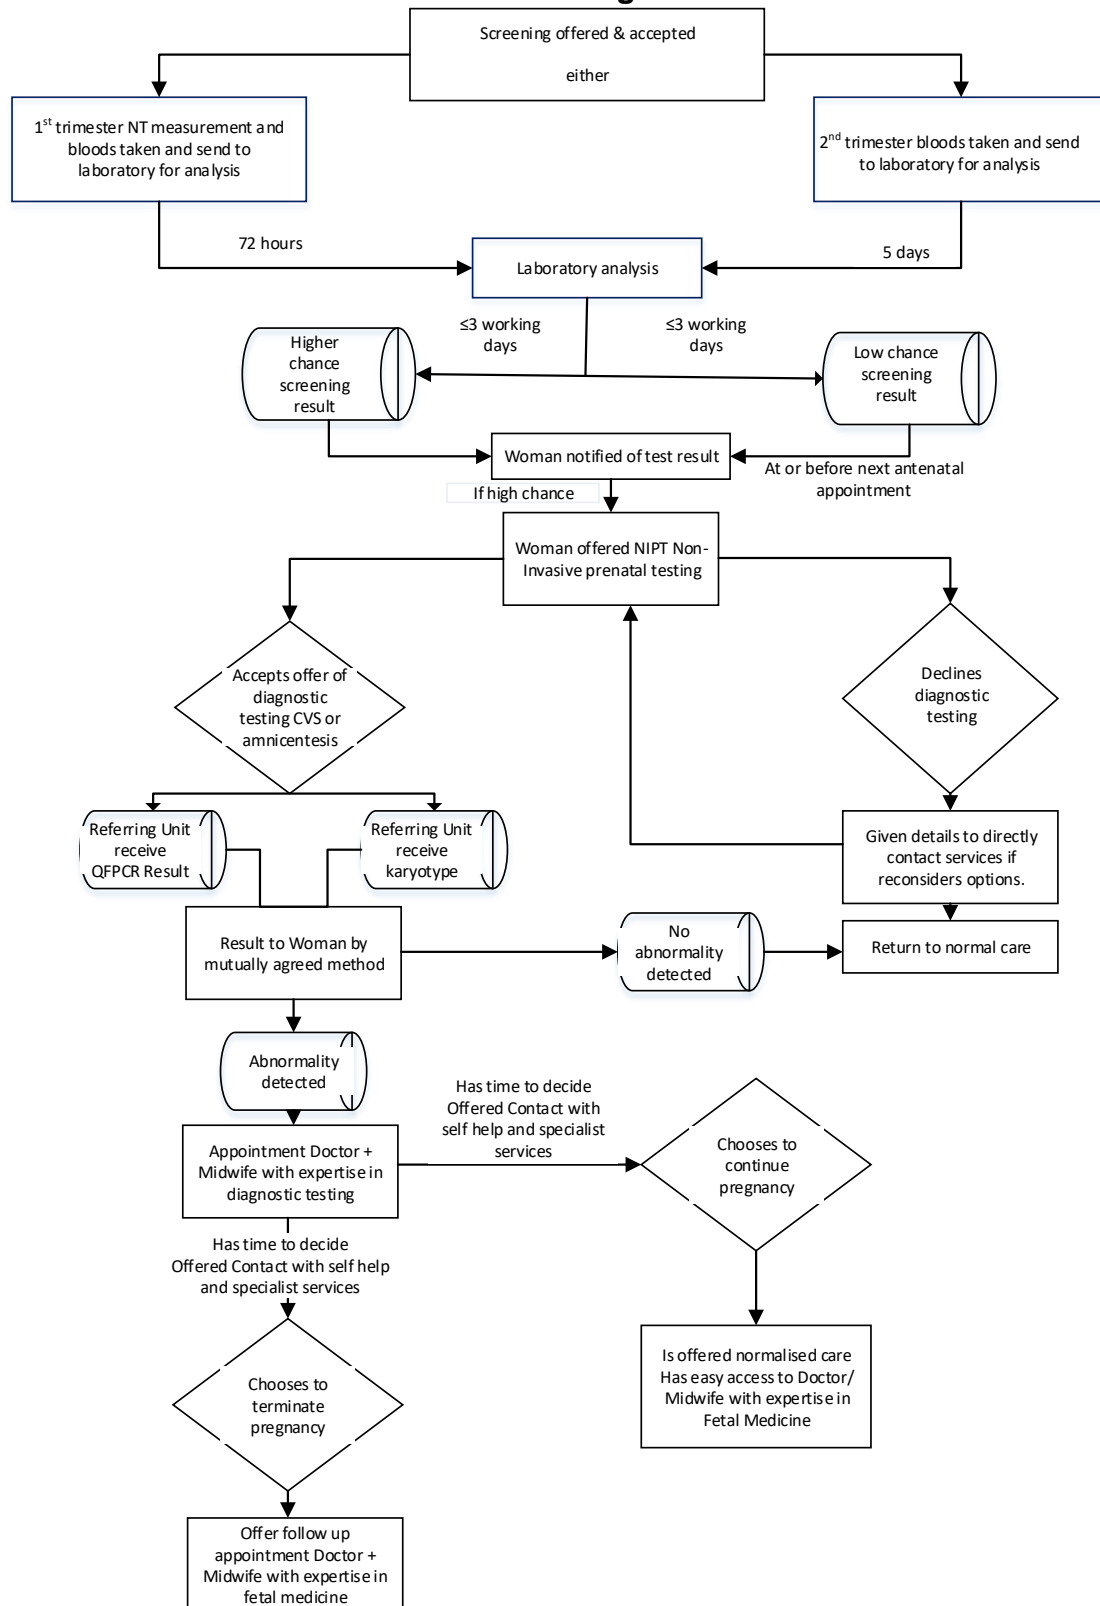 Screening offered & accepted
either
1st trimester NT measurement and
bloods taken and send to
laboratory for analysis
2nd trimester bloods taken and send
to laboratory for analysis
72 hours
5 days
Laboratory analysis
≤3 working
days
≤3 working
days
Higher
chance
screening
result
Low chance
screening
result
Woman notified of test result
At or before next antenatal
appointment
If high chance
Woman offered NIPT Non-
Invasive prenatal testing
Accepts offer of
diagnostic
testing CVS or
amnicentesis
Declines
diagnostic
testing
Referring Unit
receive
QFPCR Result
Referring Unit
receive
karyotype
Given details to directly
contact services if
reconsiders options.
Result to Woman by
mutually agreed method
No
abnormality
detected
Return to normal care
Abnormality
detected
Has time to decide
Offered Contact with
self help and specialist
services
Appointment Doctor +
Midwife with expertise in
diagnostic testing
Chooses to
continue
pregnancy
Has time to decide
Offered Contact with self help
and specialist services
Chooses to
terminate
pregnancy
Is offered normalised care
Has easy access to Doctor/
Midwife with expertise in
Fetal Medicine
Offer follow up
appointment Doctor +
Midwife with expertise in
fetal medicine